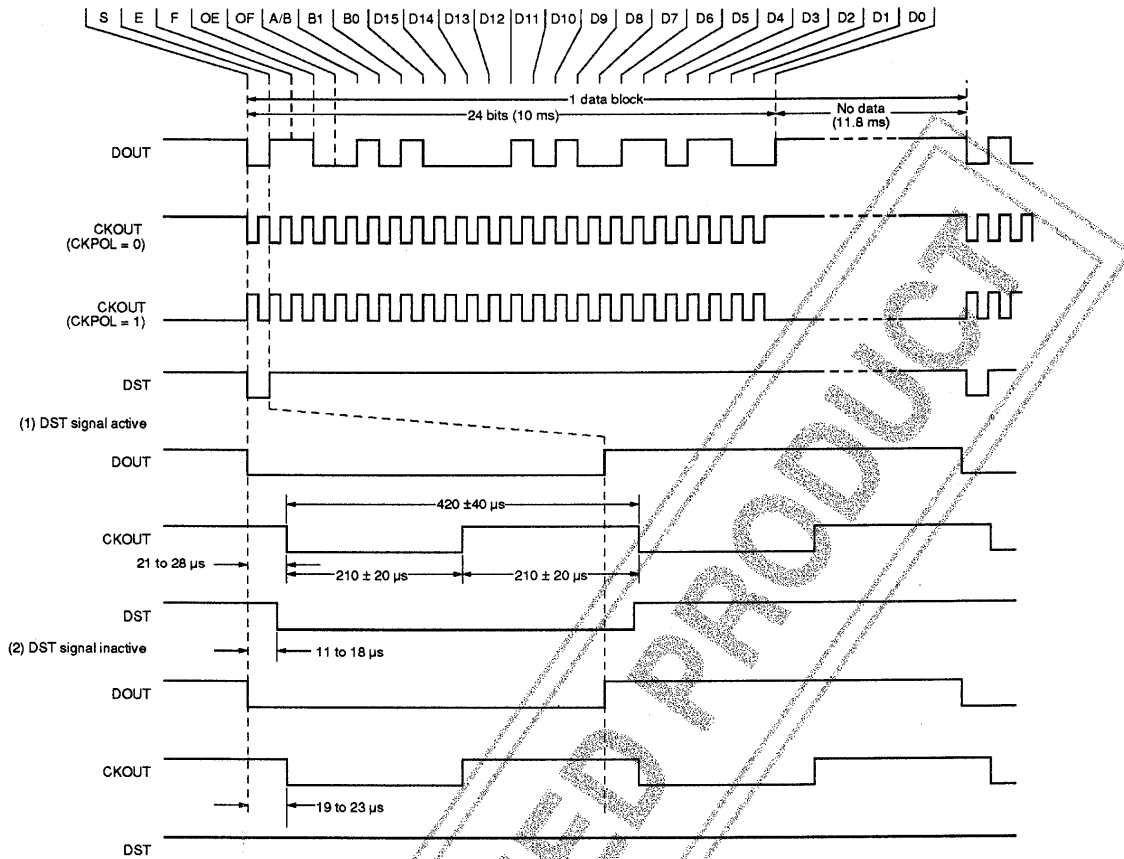 S E F OE OF A/B B1 B0 D15 D14 D13 D12 D11 D10 D9 D8 D7 D6 D5 D4 D3 D2 D1 D0
1 data block
24 bits (10 ms)
No data
(11.8 ms)
DOUT
CKOUT
(CKPOL = 0)
CKOUT
(CKPOL = 1)
DST
(1) DST signal active
DOUT
420 ±40 µs
CKOUT
21 to 28 µs
210 ± 20 µs
210 ± 20 µs
DST
(2) DST signal inactive
11 to 18 µs
DOUT
CKOUT
19 to 23 µs
DST
ED PRODUCT